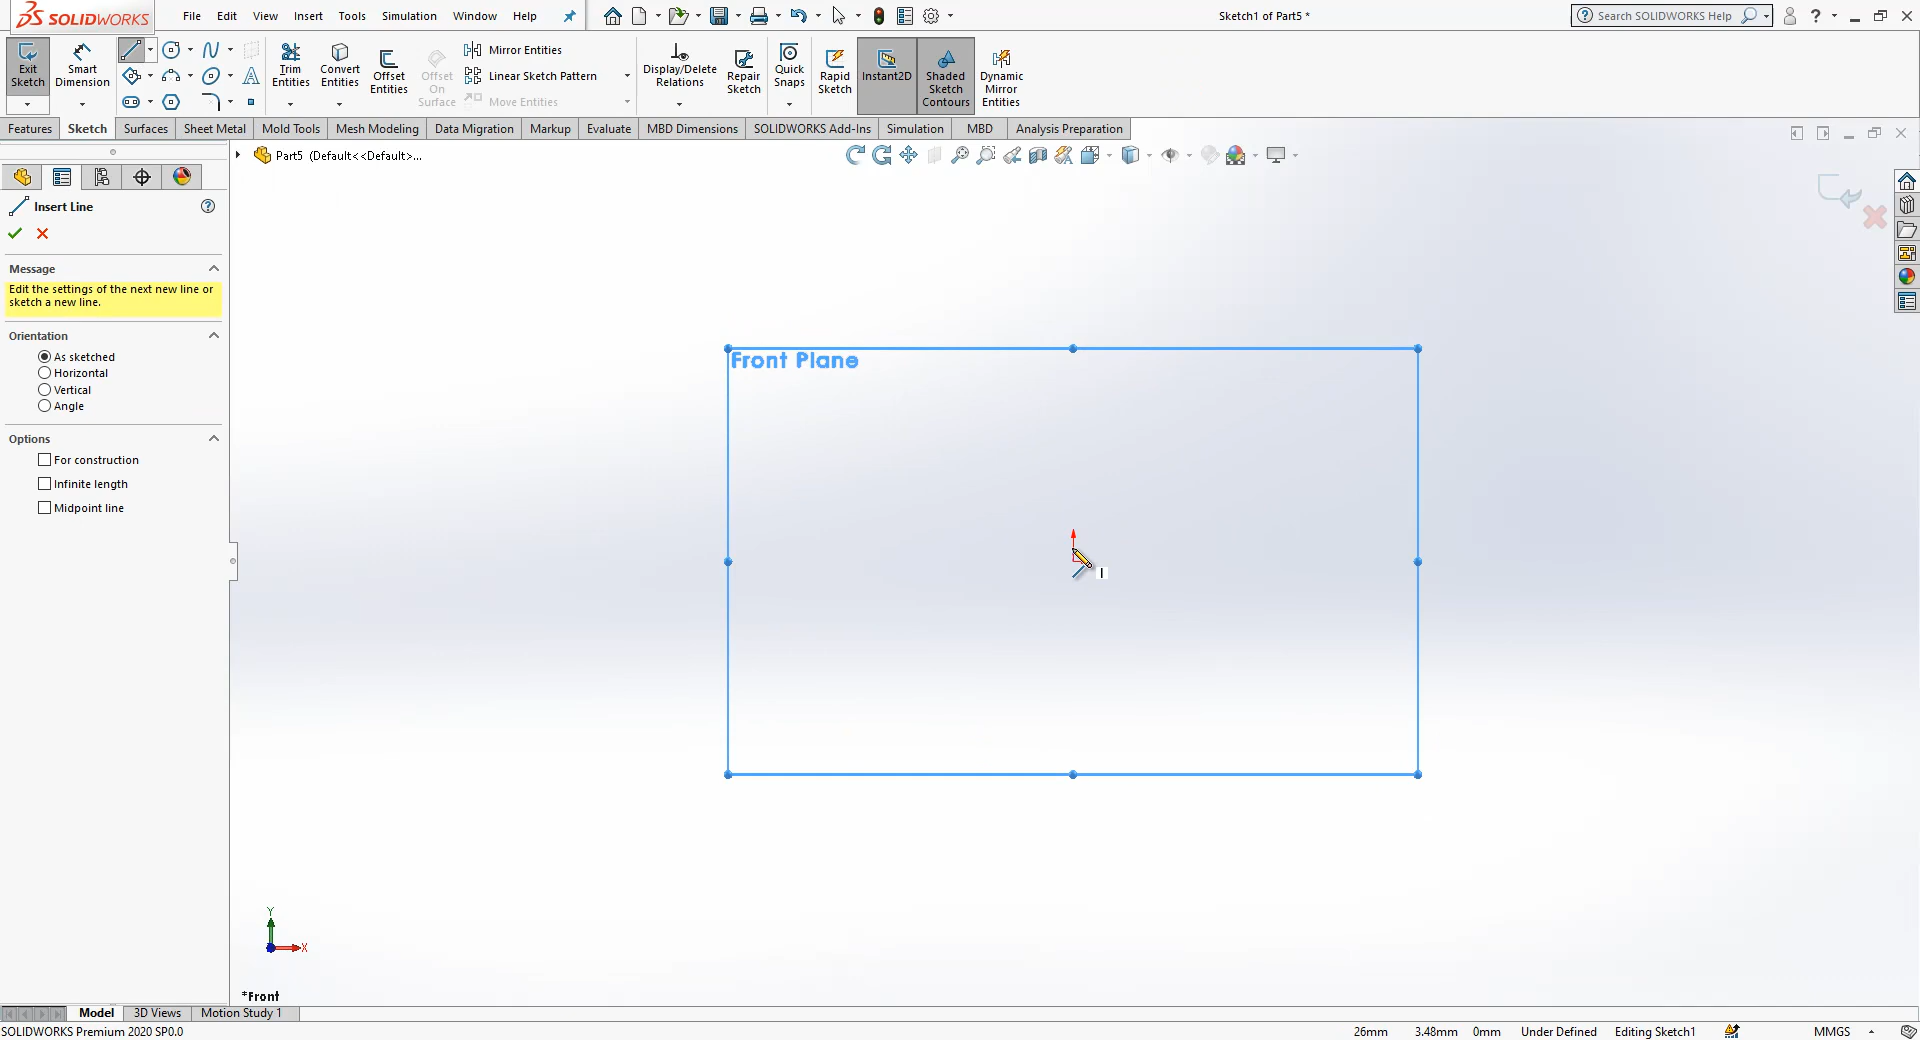 SOLIDWORKS File Edit View Insert Tools Simulation Window Help Sketch1 of Part5 * Search SOLIDWORKS Help
Exit Sketch
Smart Dimension
Trim Entities
Convert Entities
Offset Entities
Offset On Surface
Mirror Entities
Linear Sketch Pattern
Move Entities
Display/Delete Relations
Repair Sketch
Quick Snaps
Rapid Sketch
Instant2D
Shaded Sketch Contours
Dynamic Mirror Entities
Features Sketch Surfaces Sheet Metal Mold Tools Mesh Modeling Data Migration Markup Evaluate MBD Dimensions SOLIDWORKS Add-Ins Simulation MBD Analysis Preparation
Part5 (Default<<Default>...
Insert Line
Message
Edit the settings of the next new line or
sketch a new line.
Orientation
As sketched
Horizontal
Vertical
Angle
Options
For construction
Infinite length
Midpoint line
Front Plane
Y
X
*Front
Model 3D Views Motion Study 1
SOLIDWORKS Premium 2020 SP0.0 26mm 3.48mm 0mm Under Defined Editing Sketch1 MMGS